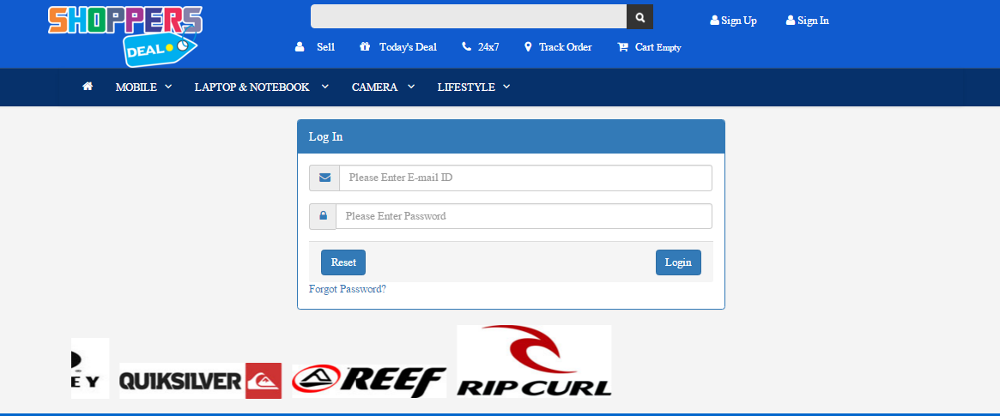 SHOPPERS
DEAL
Sign Up Sign In
Sell Today's Deal 24x7 Track Order Cart Empty
MOBILE LAPTOP & NOTEBOOK CAMERA LIFESTYLE
Log In
Please Enter E-mail ID
Please Enter Password
Reset Login
Forgot Password?
EY QUIKSILVER REEF RIP CURL